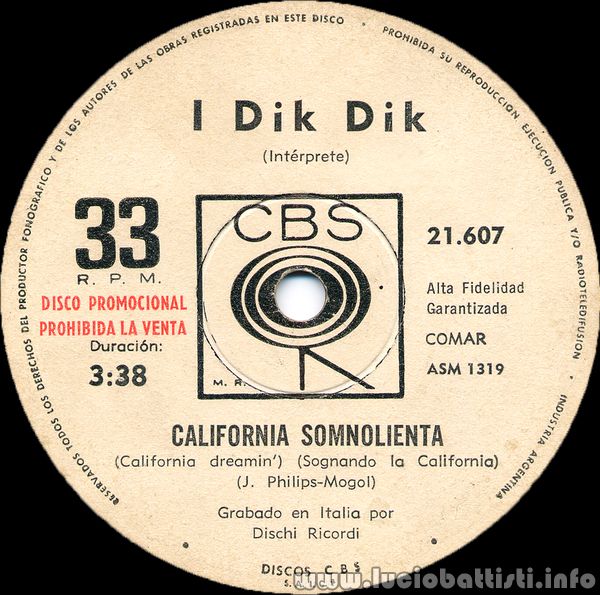 RESERVADOS TODOS LOS DERECHOS DEL PRODUCTOR FONOGRAFICO Y DE LOS AUTORES DE LAS OBRAS REGISTRADAS EN ESTE DISCO • PROHIBIDA SU REPRODUCCION EJECUCION PUBLICA Y/O RADIOTELEDIFUSION • INDUSTRIA ARGENTINA
I Dik Dik
(Intérprete)
33
R. P. M.
DISCO PROMOCIONAL
PROHIBIDA LA VENTA
Duración:
3:38
CBS
M. R.
21.607
Alta Fidelidad
Garantizada
COMAR
ASM 1319
CALIFORNIA SOMNOLIENTA
(California dreamin') (Sognando la California)
(J. Philips-Mogol)
Grabado en Italia por
Dischi Ricordi
DISCOS CBS
www.luciobattisti.info